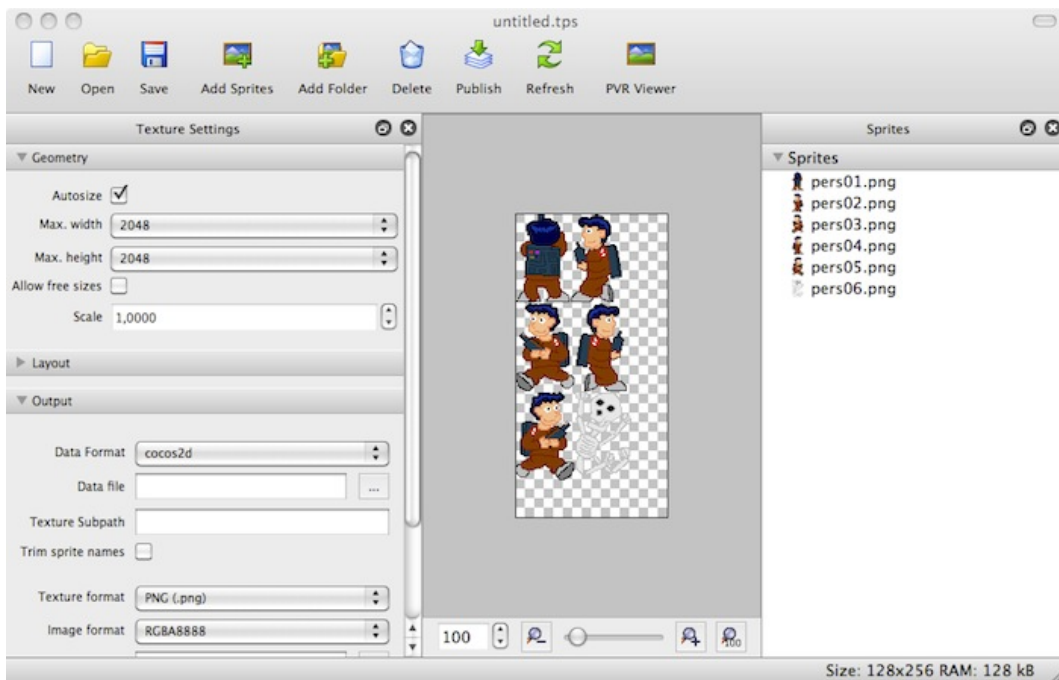 untitled.tps
New Open Save Add Sprites Add Folder Delete Publish Refresh PVR Viewer
Texture Settings
Geometry
Autosize
Max. width 2048
Max. height 2048
Allow free sizes
Scale 1,0000
Layout
Output
Data Format cocos2d
Data file ...
Texture Subpath
Trim sprite names
Texture format PNG (.png)
Image format RGBA8888
...
100
100
Sprites
Sprites
pers01.png
pers02.png
pers03.png
pers04.png
pers05.png
pers06.png
Size: 128x256 RAM: 128 kB